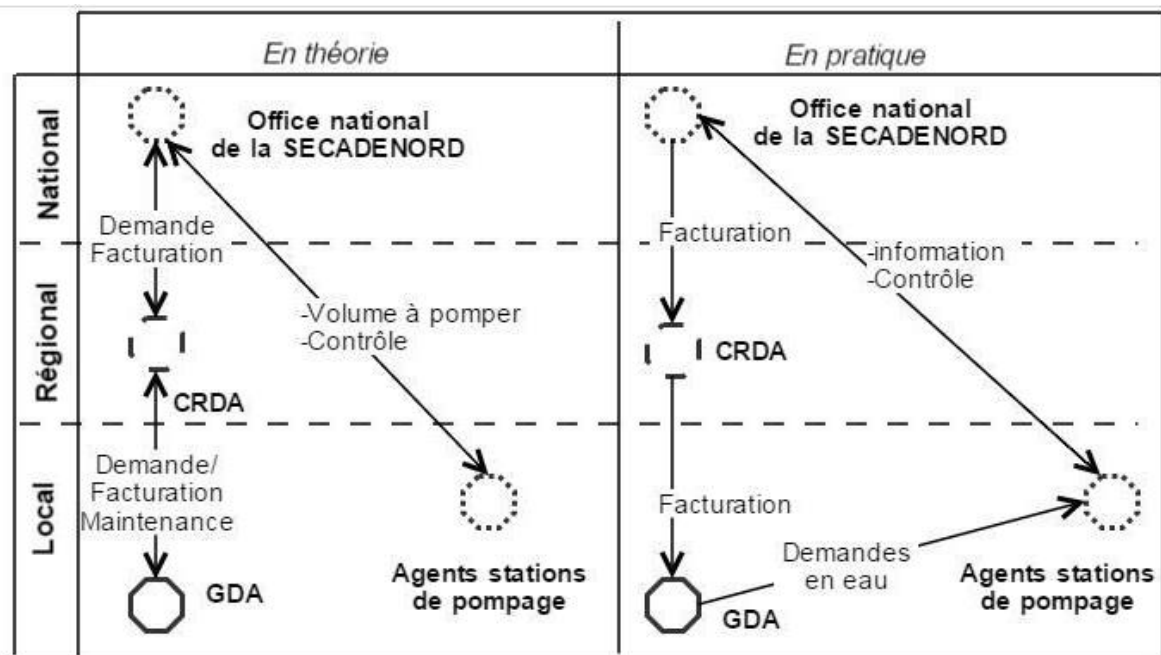 En théorie
En pratique
National
Office national
de la SECADENORD
Office national
de la SECADENORD
Demande
Facturation
Facturation
-information
-Contrôle
Régional
-Volume à pomper
-Contrôle
CRDA
CRDA
Local
Demande/
Facturation
Maintenance
Facturation
GDA
Agents stations
de pompage
Demandes
en eau
GDA
Agents stations
de pompage